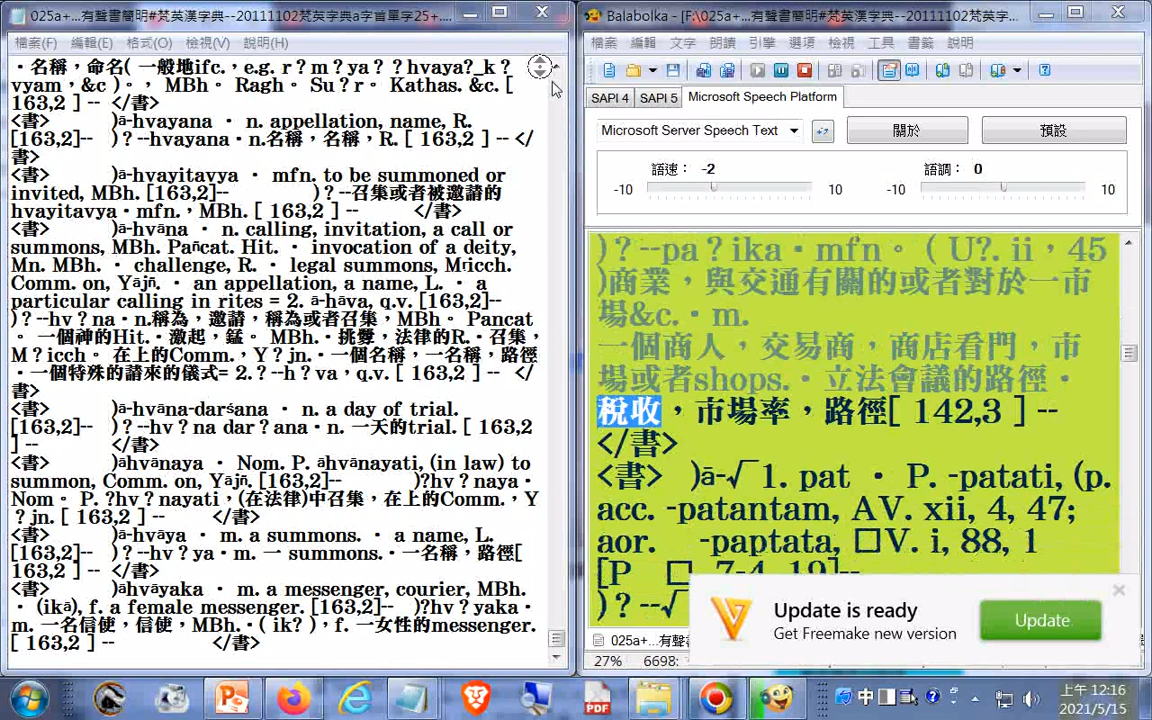 025a+...有聲書簡明#梵英漢字典--20111102梵英字典a字首單字25+...
檔案(F) 編輯(E) 格式(O) 檢視(V) 說明(H)
‧名稱，命名( 一般地ifc.，e.g. r？m？ya？？hvaya?_k？
vyam，&c )。， MBh。Ragh。Su？r。Kathas. &c. [
163,2 ] -- </書>
<書> )ā-hvayana ‧ n. appellation, name, R.
[163,2]-- )？--hvayana‧n.名稱，名稱，R. [ 163,2 ] -- </
書>
<書> )ā-hvayitavya ‧ mfn. to be summoned or
invited, MBh. [163,2]-- )？--召集或者被邀請的
hvayitavya‧mfn.，MBh. [ 163,2 ] -- </書>
<書> )ā-hvāna ‧ n. calling, invitation, a call or
summons, MBh. Pañcat. Hit. ‧ invocation of a deity,
Mn. MBh. ‧ challenge, R. ‧ legal summons, Mṛicch.
Comm. on, Yājñ. ‧ an appellation, a name, L. ‧ a
particular calling in rites = 2. ā-hāva, q.v. [163,2]--
)？--hv？na‧n.稱為，邀請，稱為或者召集，MBh。Pancat
。一個神的Hit.‧激起，錳。 MBh.‧挑釁，法律的R.‧召集，
M？icch。 在上的Comm.，Y？jn.‧一個名稱，一名稱，路徑
‧一個特殊的請來的儀式= 2.？--h？va，q.v. [ 163,2 ] -- </
書>
<書> )ā-hvāna-darśana ‧ n. a day of trial.
[163,2]-- )？--hv？na dar？ana‧n. 一天的trial. [ 163,2
] -- </書>
<書> )āhvānaya ‧ Nom. P. āhvānayati, (in law) to
summon, Comm. on, Yājñ. [163,2]-- )?hv？naya‧
Nom。 P. ?hv？nayati，(在法律)中召集，在上的Comm.，Y
？jn. [ 163,2 ] -- </書>
<書> )ā-hvāya ‧ m. a summons. ‧ a name, L.
[163,2]-- )？--hv？ya‧m. 一 summons.‧一名稱，路徑[
163,2 ] -- </書>
<書> )āhvāyaka ‧ m. a messenger, courier, MBh.
‧ (ikā), f. a female messenger. [163,2]-- )?hv？yaka‧
m. 一名信使，信使，MBh.‧( ik？)，f. 一女性的messenger.
[ 163,2 ] -- </書>
Balabolka - [F:\025a+...有聲書簡明#梵英漢字典--20111102梵英字...
檔案 編輯 文字 朗讀 引擎 選項 檢視 工具 書籤 說明
SAPI 4 SAPI 5 Microsoft Speech Platform
Microsoft Server Speech Text 關於 預設
語速： -2 語調： 0
-10 10 -10 10
)？--pa？ika‧mfn。( U?. ii，45
)商業，與交通有關的或者對於一市
場&c.‧m.
一個商人，交易商，商店看門，市
場或者shops.‧立法會議的路徑‧
稅收，市場率，路徑[ 142,3 ] --
</書>
<書> )ā-√ 1. pat ‧ P. -patati, (p.
acc. -patantam, AV. xii, 4, 47;
aor. -paptata, □V. i, 88, 1
[P □. 7-4, 19]--
)？--√
Update is ready
Get Freemake new version
Update
025a+...有聲書簡明#
27% 6698:
PDF
中
上午 12:16
2021/5/15